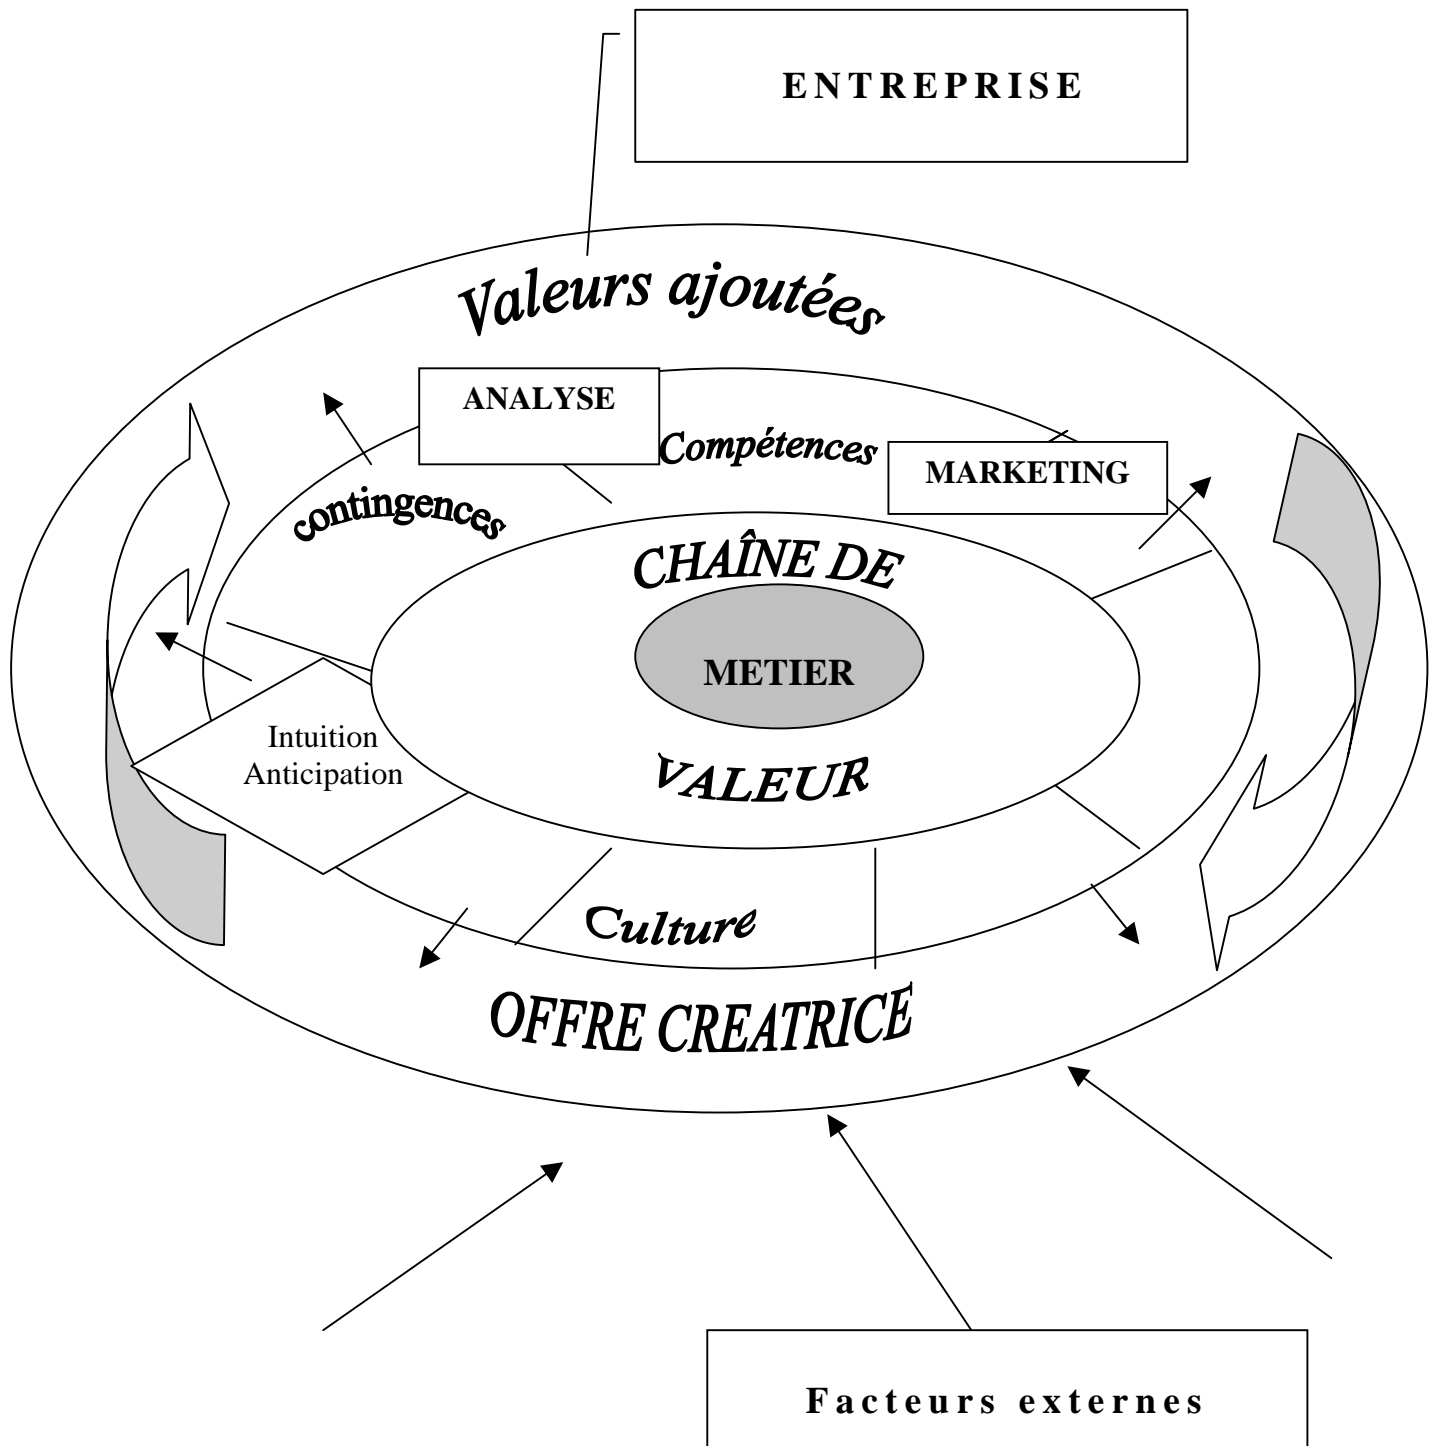 ENTREPRISE
Valeurs ajoutées
ANALYSE
Compétences
MARKETING
contingences
CHAÎNE DE
METIER
Intuition
Anticipation
VALEUR
Culture
OFFRE CREATRICE
Facteurs externes